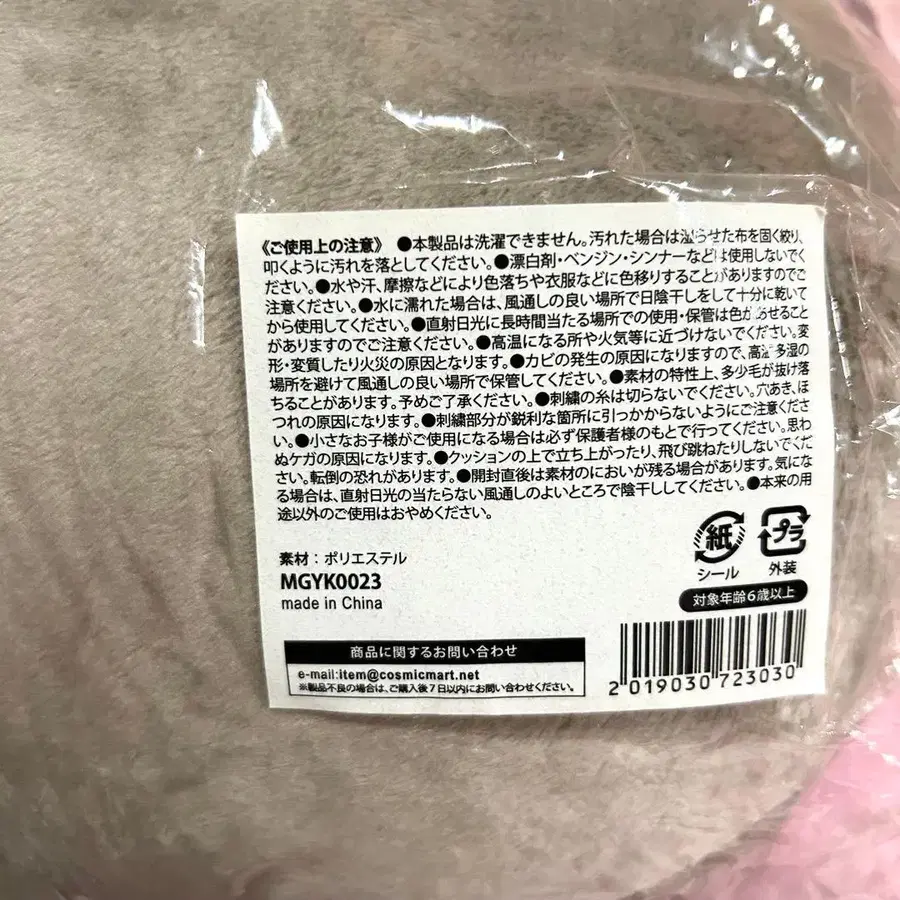 《ご使用上の注意》 ●本製品は洗濯できません。汚れた場合は濡らせた布を固く絞り、
叩くように汚れを落としてください。●漂白剤・ベンジン・シンナーなどは使用しないでく
ださい。●水や汗、摩擦などにより色落ちや衣服などに色移りすることがありますのでご
注意ください。●水に濡れた場合は、風通しの良い場所で日陰干しをして十分に乾いて
から使用してください。●直射日光に長時間当たる場所での使用・保管は色があせること
がありますのでご注意ください。●高温になる所や火気等に近づけないでください。変
形・変質したり火災の原因となります。●カビの発生の原因になりますので、高温多湿の
場所を避けて風通しの良い場所で保管してください。●素材の特性上、多少毛が抜け落
ちることがあります。予めご了承ください。●刺繍の糸は切らないでください。穴あき、ほ
つれの原因になります。●刺繍部分が鋭利な箇所に引っかからないようにご注意くださ
い。●小さなお子様がご使用になる場合は必ず保護者様のもとで行ってください。思わ
ぬケガの原因になります。●クッションの上で立ち上がったり、飛び跳ねたりしないでくだ
さい。転倒の恐れがあります。●開封直後は素材のにおいが残る場合があります。気にな
る場合は、直射日光の当たらない風通しのよいところで陰干ししてください。●本来の用
途以外のご使用はおやめください。
素材：ポリエステル
MGYK0023
made in China
紙
シール
プラ
外装
対象年齢6歳以上
商品に関するお問い合わせ
e-mail:item@cosmicmart.net
※製品不良の場合は、ご購入後7日以内にお問い合わせください。
2 019030 723030